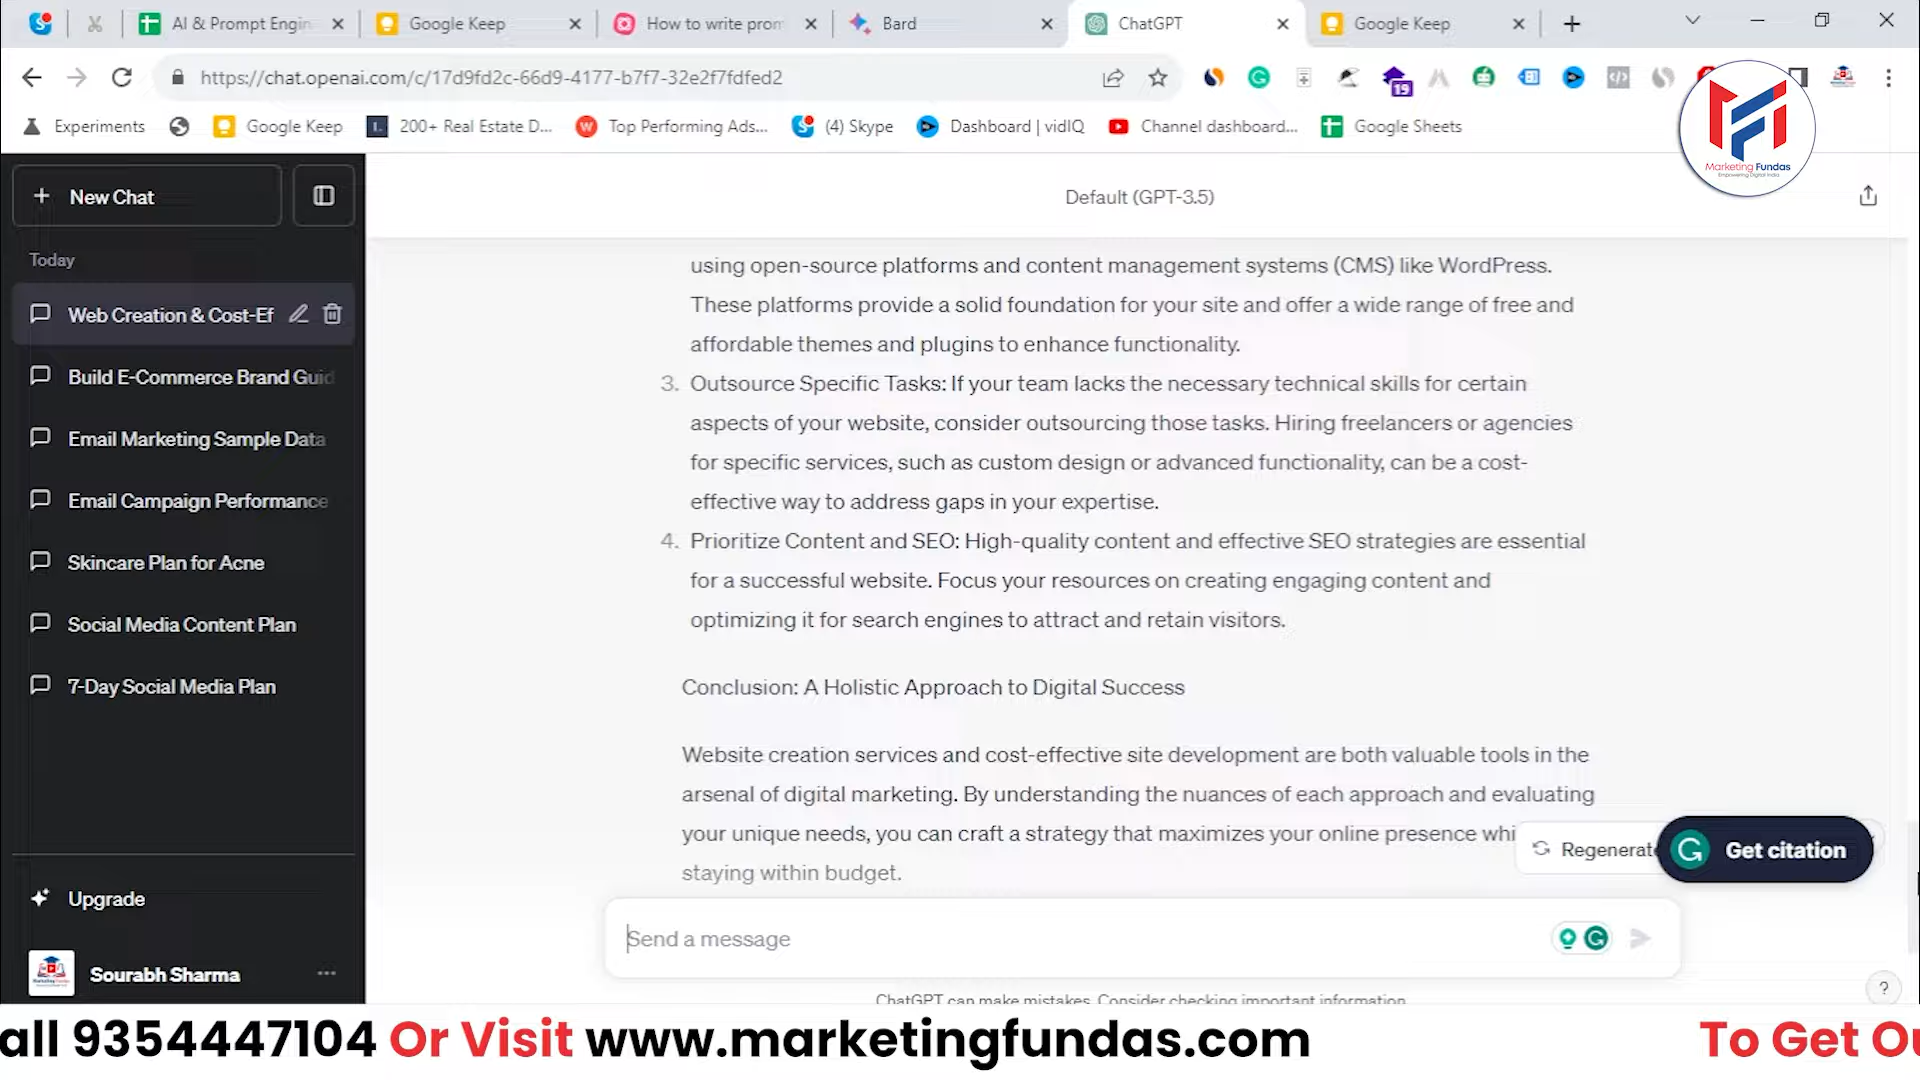 AI & Prompt Engin
Google Keep
How to write pron
Bard
ChatGPT
Google Keep
https://chat.openai.com/c/17d9fd2c-66d9-4177-b7f7-32e2f7fdfed2
19
Experiments
Google Keep
200+ Real Estate D...
Top Performing Ads...
(4) Skype
Dashboard | vidIQ
Channel dashboard...
Google Sheets
Marketing Fundas
Empowering Digital India
New Chat
Default (GPT-3.5)
Today
Web Creation & Cost-Ef
Build E-Commerce Brand Guid
Email Marketing Sample Data
Email Campaign Performance
Skincare Plan for Acne
Social Media Content Plan
7-Day Social Media Plan
Upgrade
Sourabh Sharma
using open-source platforms and content management systems (CMS) like WordPress.
These platforms provide a solid foundation for your site and offer a wide range of free and
affordable themes and plugins to enhance functionality.
3. Outsource Specific Tasks: If your team lacks the necessary technical skills for certain
aspects of your website, consider outsourcing those tasks. Hiring freelancers or agencies
for specific services, such as custom design or advanced functionality, can be a cost-
effective way to address gaps in your expertise.
4. Prioritize Content and SEO: High-quality content and effective SEO strategies are essential
for a successful website. Focus your resources on creating engaging content and
optimizing it for search engines to attract and retain visitors.
Conclusion: A Holistic Approach to Digital Success
Website creation services and cost-effective site development are both valuable tools in the
arsenal of digital marketing. By understanding the nuances of each approach and evaluating
your unique needs, you can craft a strategy that maximizes your online presence whi
staying within budget.
Regenerate
Get citation
Send a message
ChatGPT can make mistakes. Consider checking important information.
?
all 9354447104 Or Visit www.marketingfundas.com
To Get Ou